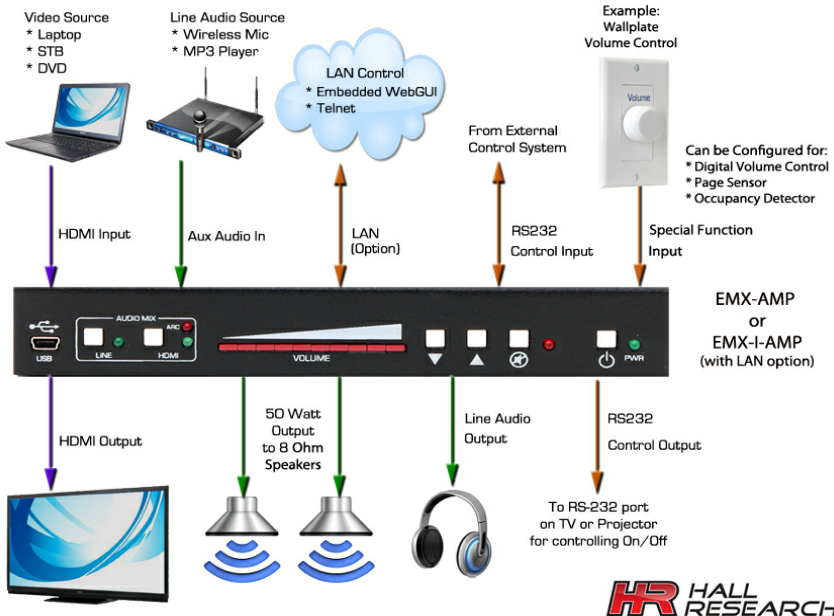 Video Source
* Laptop
* STB
* DVD
Line Audio Source
* Wireless Mic
* MP3 Player
LAN Control
* Embedded WebGUI
* Telnet
From External
Control System
Example:
Wallplate
Volume Control
Volume
Can be Configured for:
* Digital Volume Control
* Page Sensor
* Occupancy Detector
HDMI Input
Aux Audio In
LAN
(Option)
RS232
Control Input
Special Function
Input
AUDIO MIX
ARC
USB
LINE
HDMI
VOLUME
PWR
EMX-AMP
or
EMX-I-AMP
(with LAN option)
HDMI Output
50 Watt
Output
to 8 Ohm
Speakers
Line Audio
Output
RS232
Control Output
To RS-232 port
on TV or Projector
for controlling On/Off
HR HALL
RESEARCH